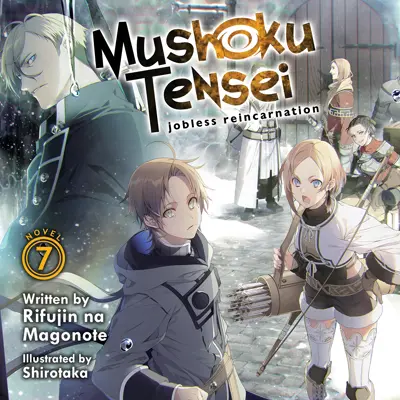 Mushoku
Tensei
jobless reincarnation
NOVEL
7
Written by
Rifujin na
Magonote
Illustrated by
Shirotaka